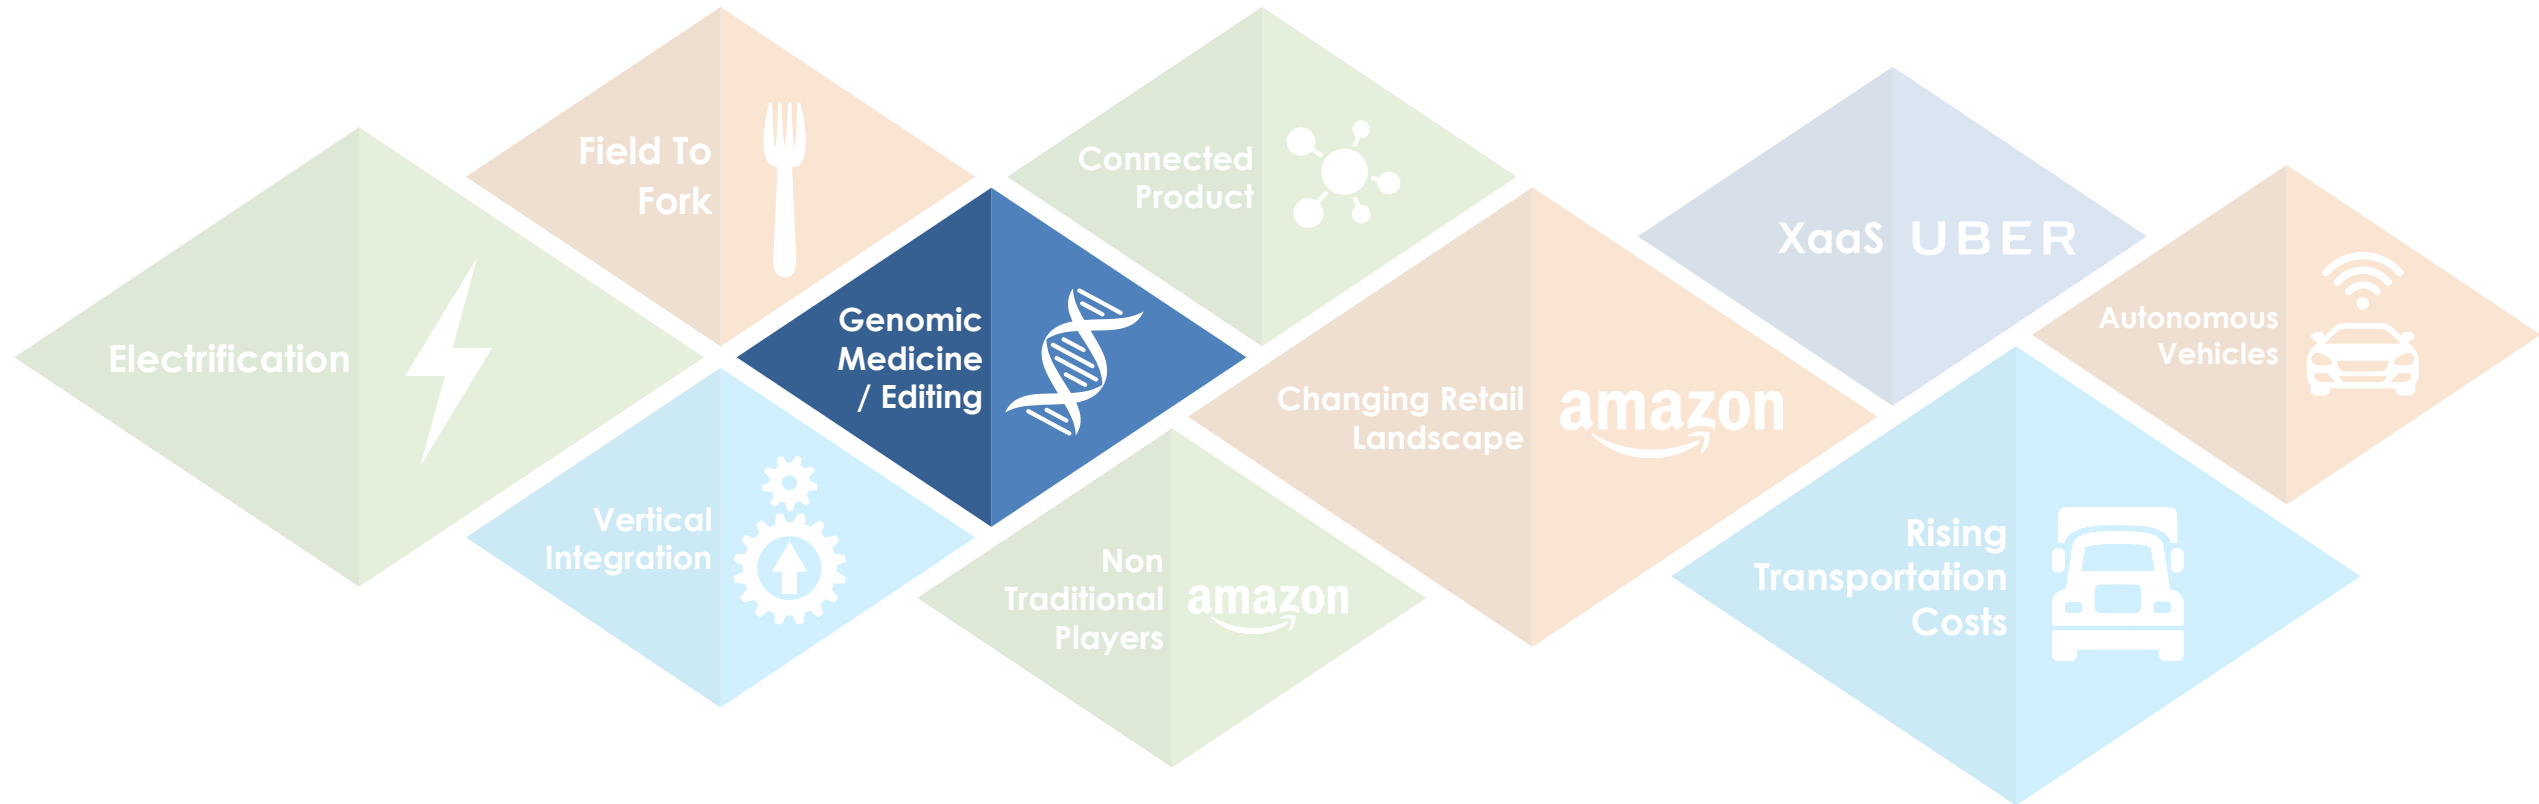 Field To
Fork
Connected
Product
XaaS UBER
Electrification
Genomic
Medicine
/ Editing
Autonomous
Vehicles
Changing Retail
Landscape
amazon
Vertical
Integration
Non
Traditional
Players
amazon
Rising
Transportation
Costs